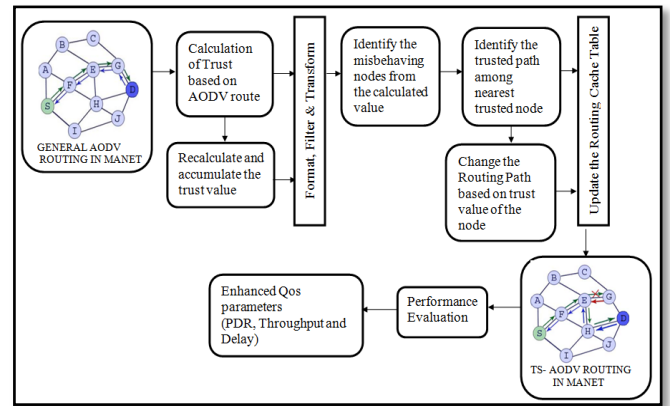 B
C
A
E
G
F
D
S
H
I
J
GENERAL AODV
ROUTING IN MANET
Calculation
of Trust
based on
AODV route
Recalculate and
accumulate the
trust value
Format, Filter & Transform
Identify the
misbehaving
nodes from
the calculated
value
Identify the
trusted path
among
nearest
trusted node
Change the
Routing Path
based on trust
value of the
node
Update the Routing Cache Table
B
C
A
E
G
F
D
S
H
I
J
TS- AODV ROUTING
IN MANET
Performance
Evaluation
Enhanced Qos
parameters
(PDR, Throughput and
Delay)